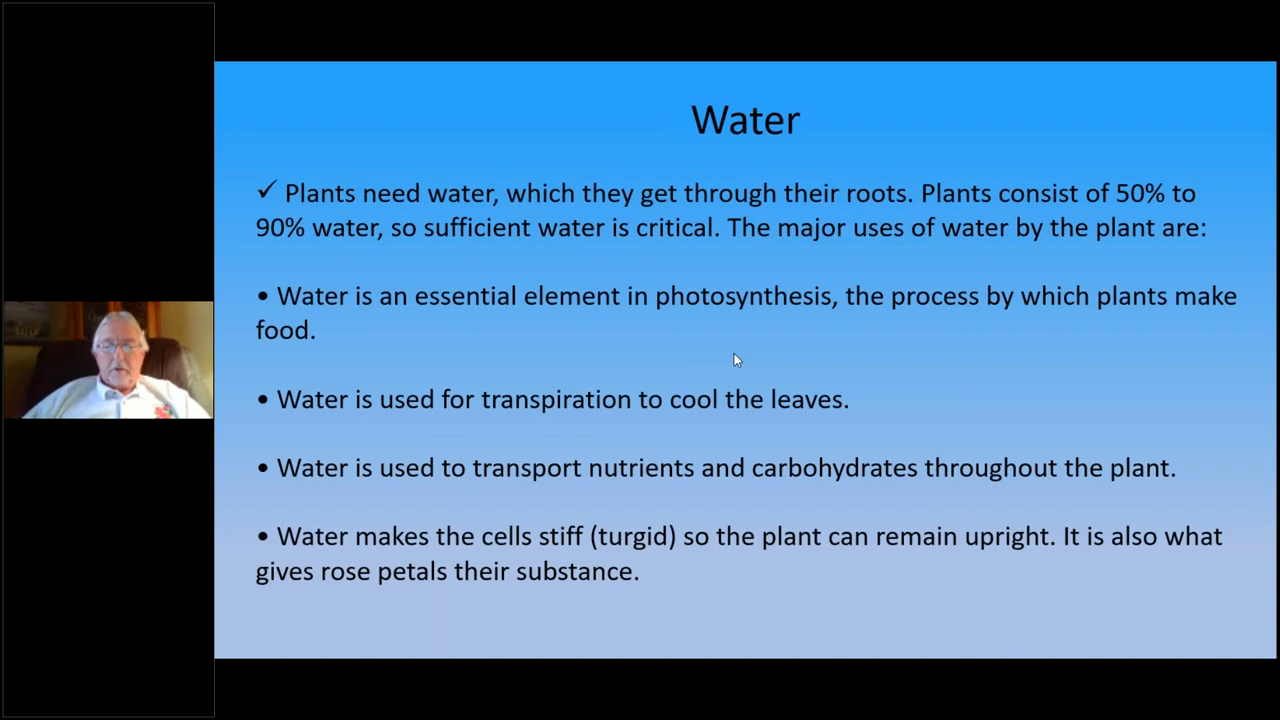 Water
✓ Plants need water, which they get through their roots. Plants consist of 50% to
90% water, so sufficient water is critical. The major uses of water by the plant are:
• Water is an essential element in photosynthesis, the process by which plants make
food.
• Water is used for transpiration to cool the leaves.
• Water is used to transport nutrients and carbohydrates throughout the plant.
• Water makes the cells stiff (turgid) so the plant can remain upright. It is also what
gives rose petals their substance.